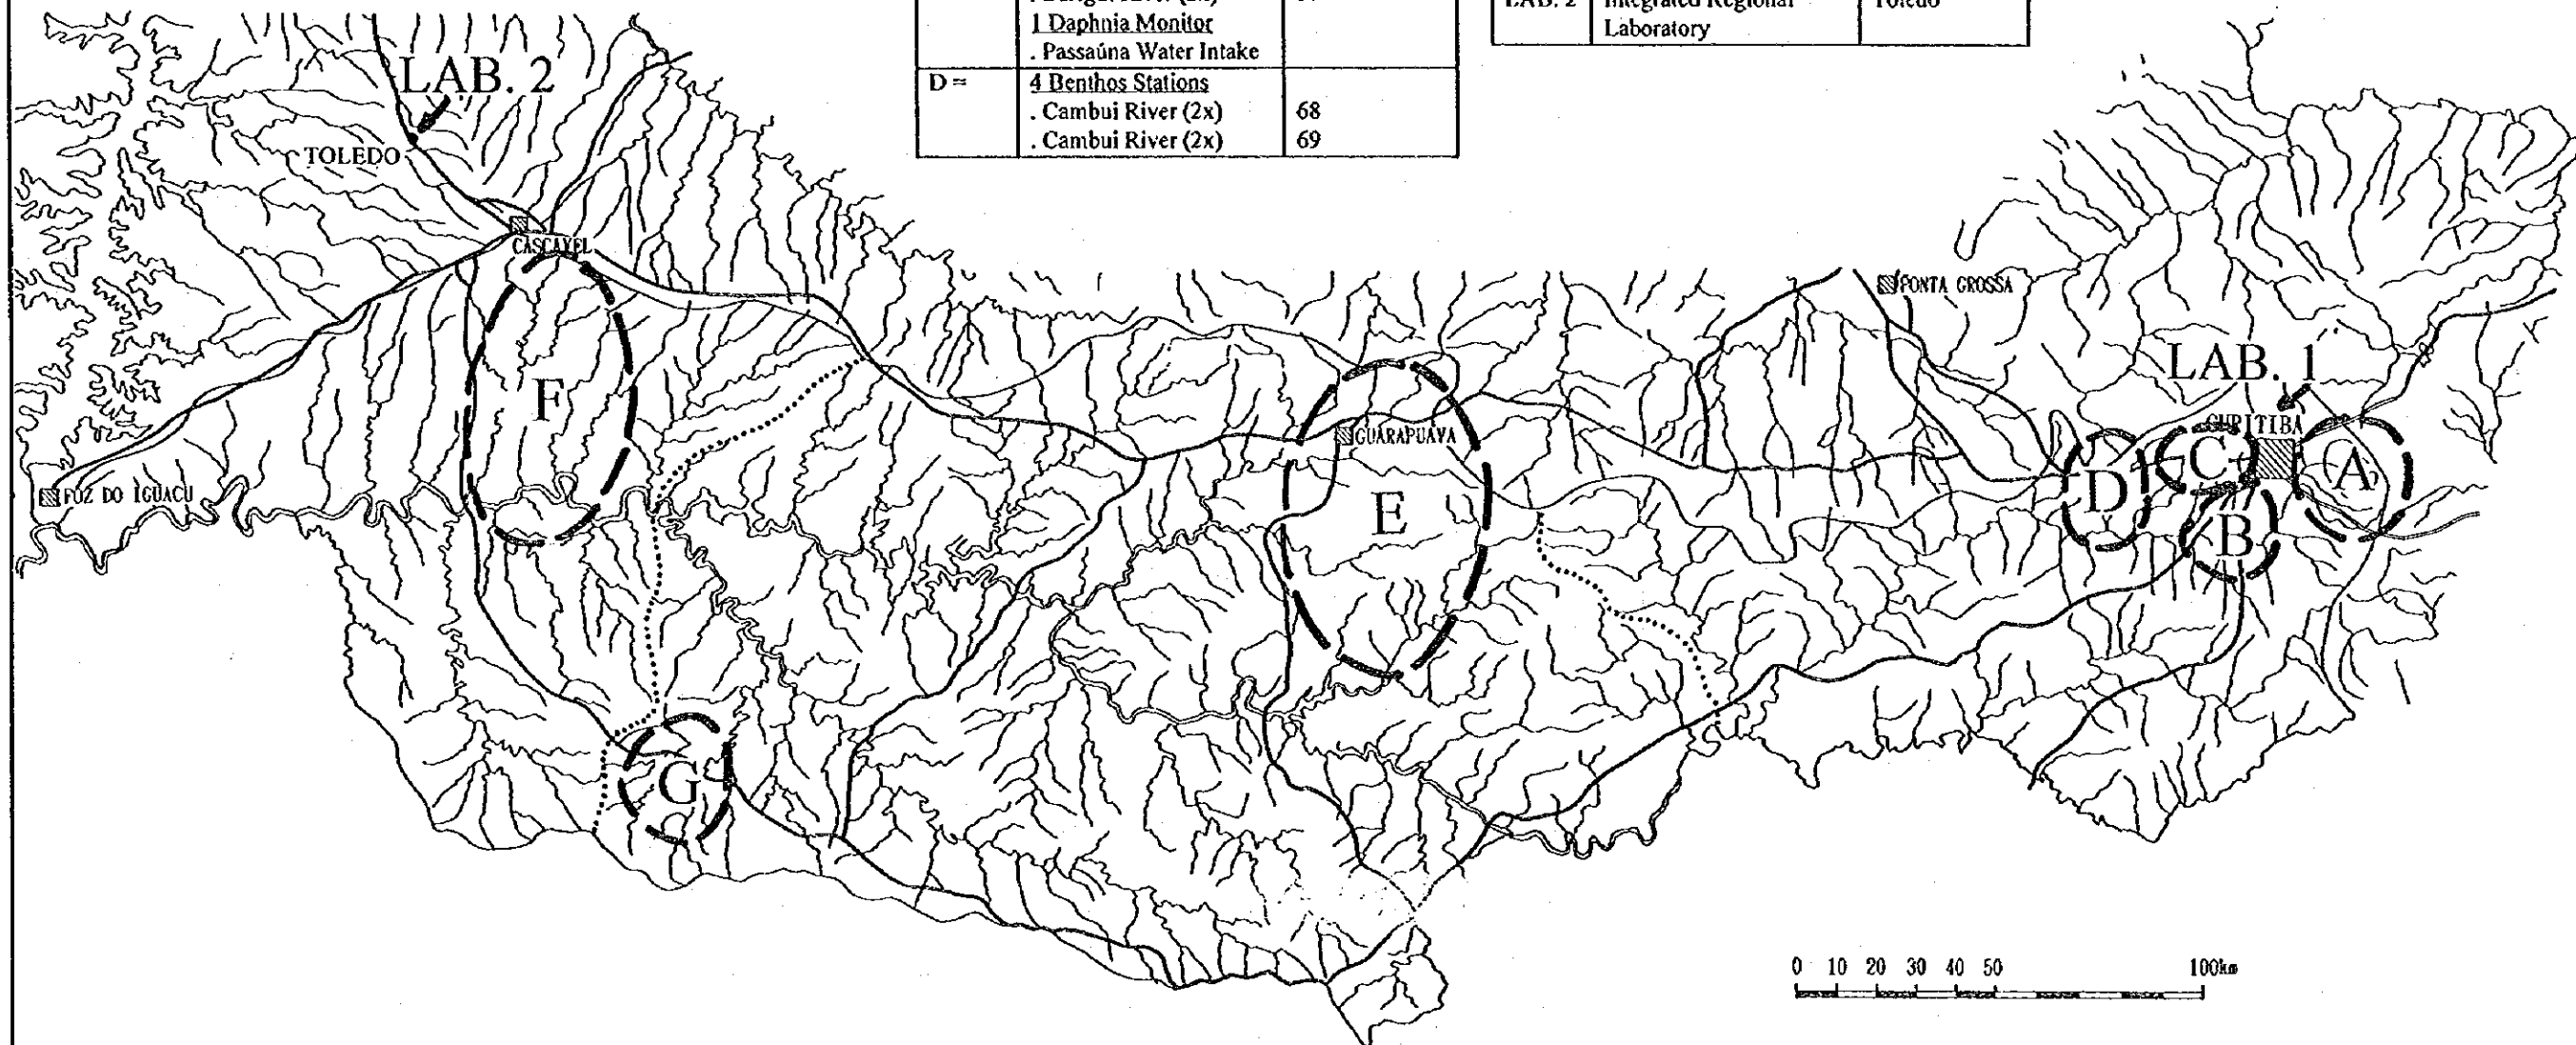 1 Daphnia Monitor
. Passaúna Water Intake
D =
4 Benthos Stations
. Cambui River (2x) 68
. Cambui River (2x) 69
LAB. 2 Integrated Regional Toledo
Laboratory
LAB. 2
TOLEDO
CASCAVEL
PONTA GROSSA
LAB. 1
CURITIBA
F
GUARAPUAVA
FOZ DO IGUACU
E
D
C
A
B
G
0 10 20 30 40 50 100km